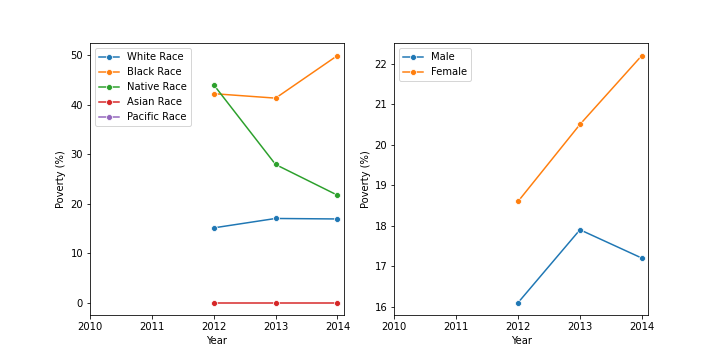 White Race
Black Race
Native Race
Asian Race
Pacific Race
Poverty (%)
50
40
30
20
10
0
2010 2011 2012 2013 2014
Year
Male
Female
Poverty (%)
22
21
20
19
18
17
16
2010 2011 2012 2013 2014
Year